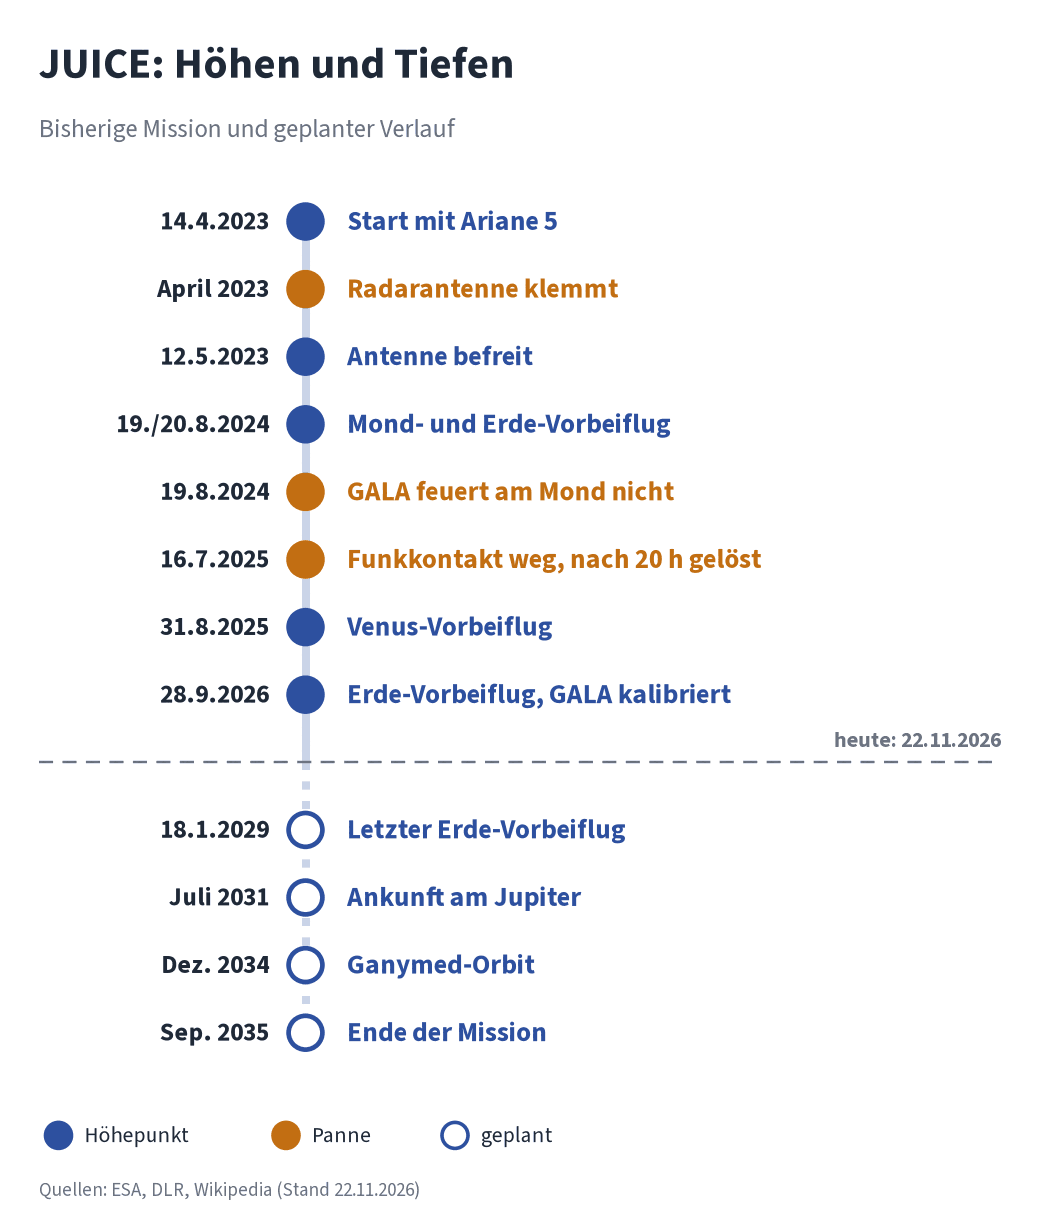 JUICE: Höhen und Tiefen
Bisherige Mission und geplanter Verlauf
14.4.2023 Start mit Ariane 5
April 2023 Radarantenne klemmt
12.5.2023 Antenne befreit
19./20.8.2024 Mond- und Erde-Vorbeiflug
19.8.2024 GALA feuert am Mond nicht
16.7.2025 Funkkontakt weg, nach 20 h gelöst
31.8.2025 Venus-Vorbeiflug
28.9.2026 Erde-Vorbeiflug, GALA kalibriert
heute: 22.11.2026
18.1.2029 Letzter Erde-Vorbeiflug
Juli 2031 Ankunft am Jupiter
Dez. 2034 Ganymed-Orbit
Sep. 2035 Ende der Mission
Höhepunkt Panne geplant
Quellen: ESA, DLR, Wikipedia (Stand 22.11.2026)